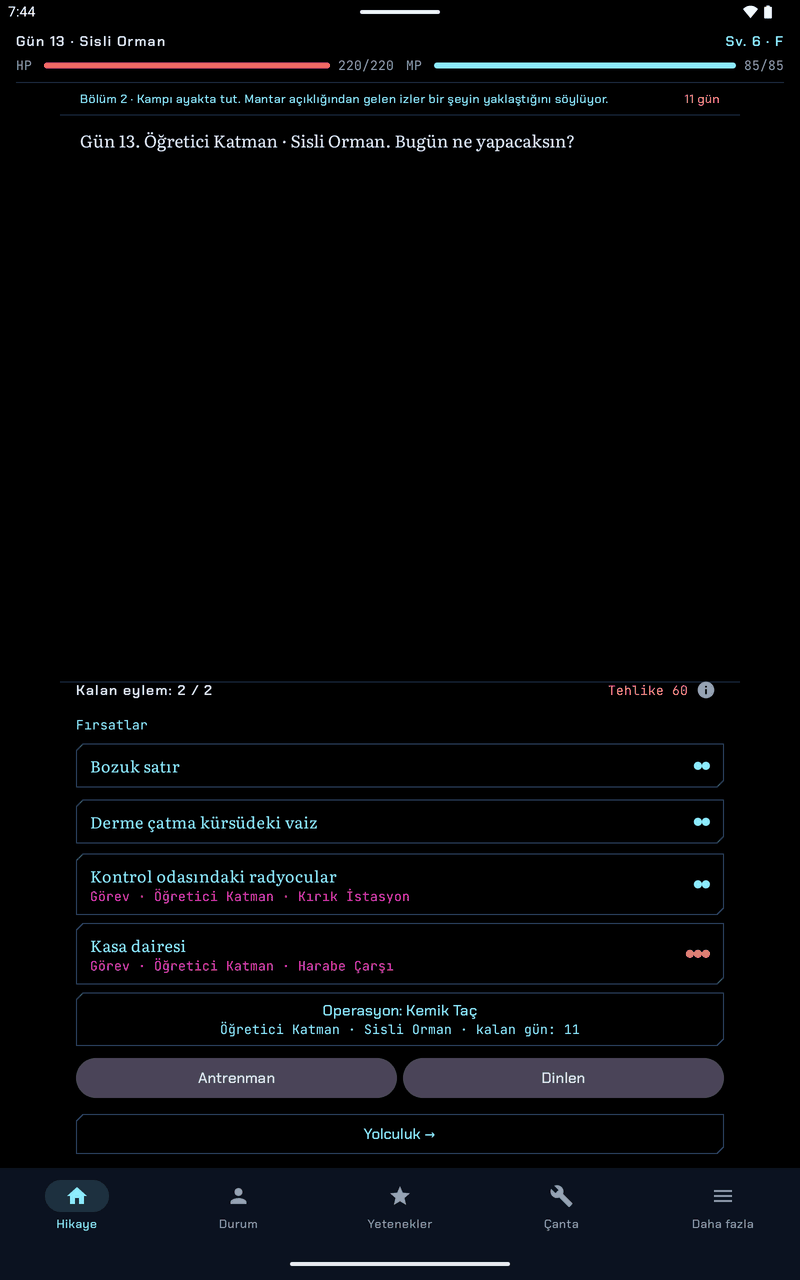 7:44
Gün 13 · Sisli Orman
Sv. 6 · F
HP 220/220 MP 85/85
Bölüm 2 · Kampı ayakta tut. Mantar açıklığından gelen izler bir şeyin yaklaştığını söylüyor.
11 gün
Gün 13. Öğretici Katman · Sisli Orman. Bugün ne yapacaksın?
Kalan eylem: 2 / 2
Tehlike 60
Fırsatlar
Bozuk satır
Derme çatma kürsüdeki vaiz
Kontrol odasındaki radyocular
Görev · Öğretici Katman · Kırık İstasyon
Kasa dairesi
Görev · Öğretici Katman · Harabe Çarşı
Operasyon: Kemik Taç
Öğretici Katman · Sisli Orman · kalan gün: 11
Antrenman
Dinlen
Yolculuk →
Hikaye
Durum
Yetenekler
Çanta
Daha fazla